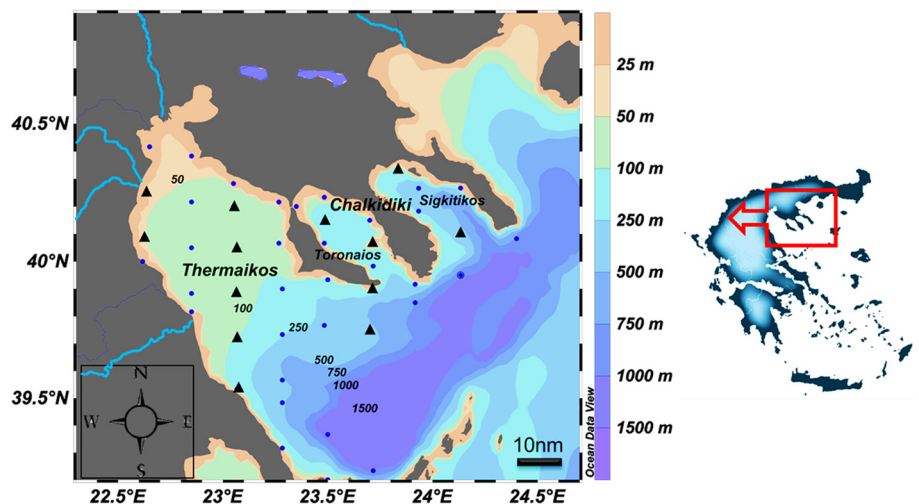 40.5°N
40°N
39.5°N
22.5°E
23°E
23.5°E
24°E
24.5°E
50
Thermaikos
100
Chalkidiki
Toronaios
Sigkitikos
250
500
750
1000
1500
N
W
E
S
10nm
Ocean Data View
25 m
50 m
100 m
250 m
500 m
750 m
1000 m
1500 m